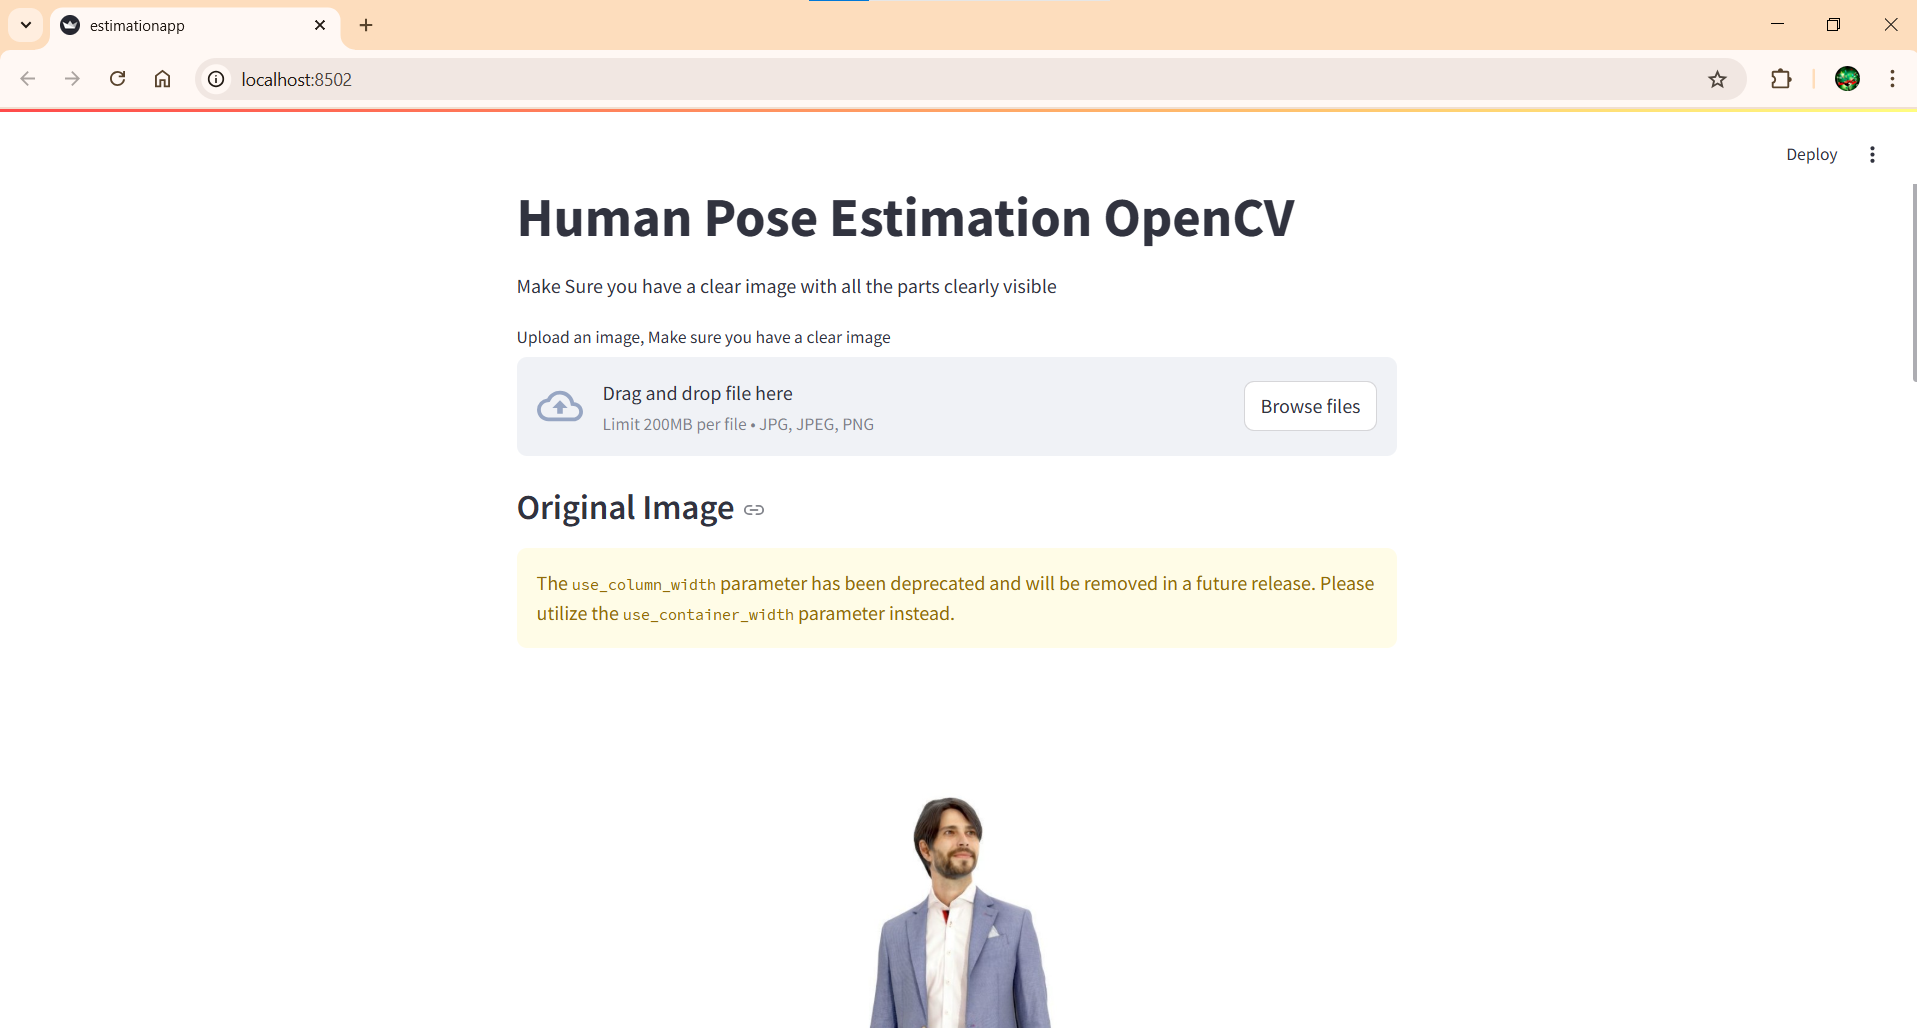 estimationapp
localhost:8502
Deploy
Human Pose Estimation OpenCV
Make Sure you have a clear image with all the parts clearly visible
Upload an image, Make sure you have a clear image
Drag and drop file here
Limit 200MB per file • JPG, JPEG, PNG
Browse files
Original Image
The use_column_width parameter has been deprecated and will be removed in a future release. Please
utilize the use_container_width parameter instead.